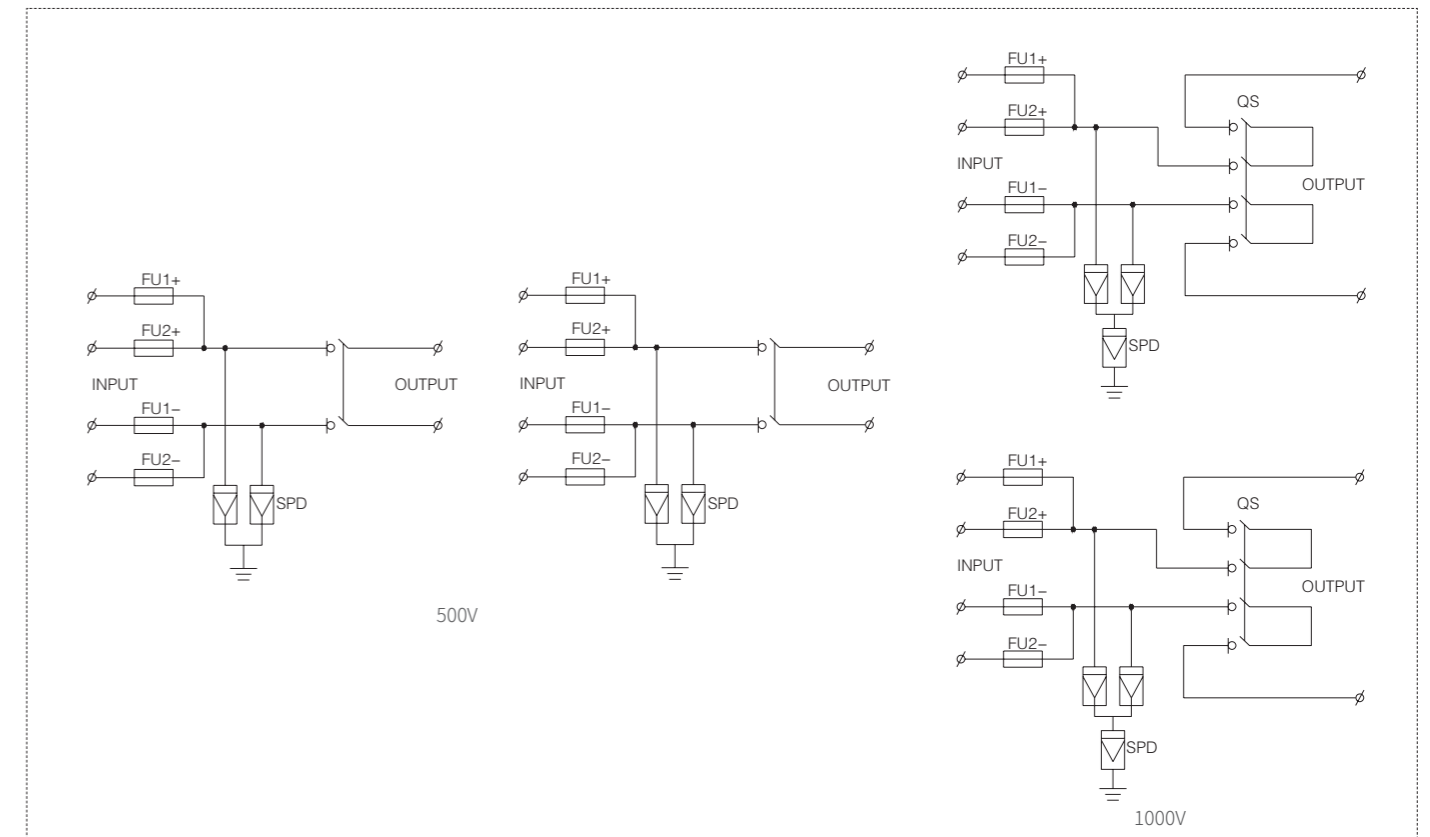 FU1+
FU2+
INPUT
OUTPUT
FU1–
FU2–
SPD
FU1+
FU2+
INPUT
OUTPUT
FU1–
FU2–
SPD
500V
FU1+
QS
FU2+
INPUT
OUTPUT
FU1–
FU2–
SPD
FU1+
QS
FU2+
INPUT
OUTPUT
FU1–
FU2–
SPD
1000V